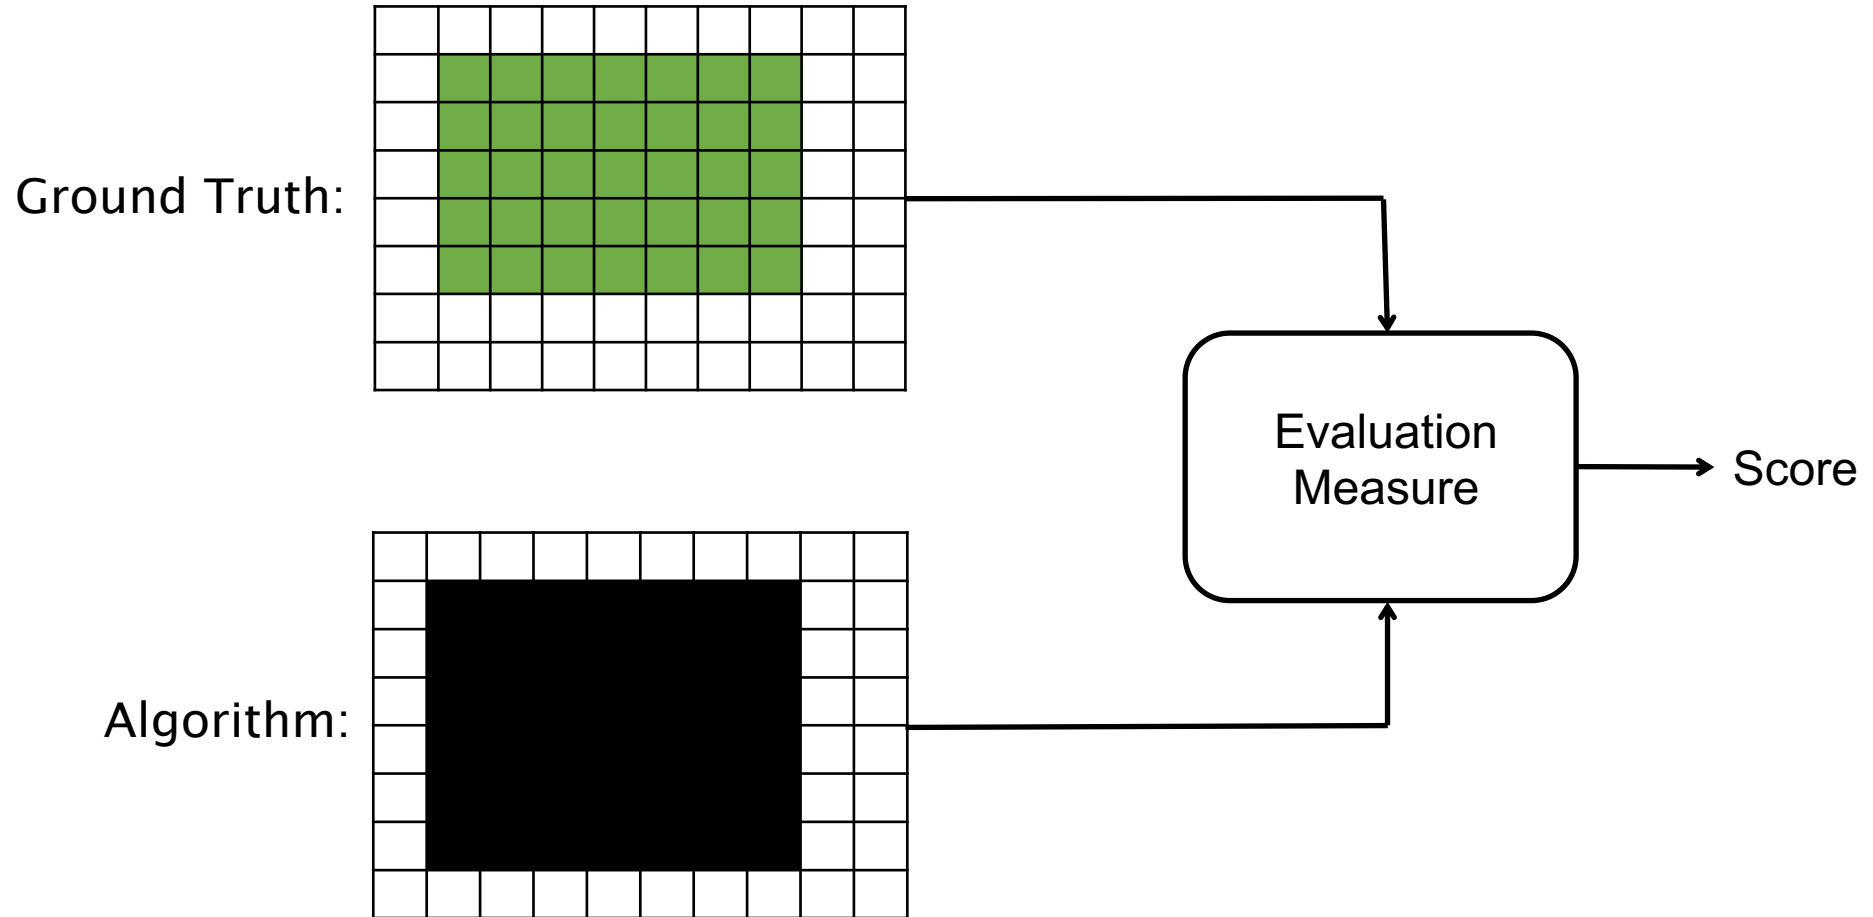 Ground Truth:
Evaluation
Measure
Score
Algorithm: